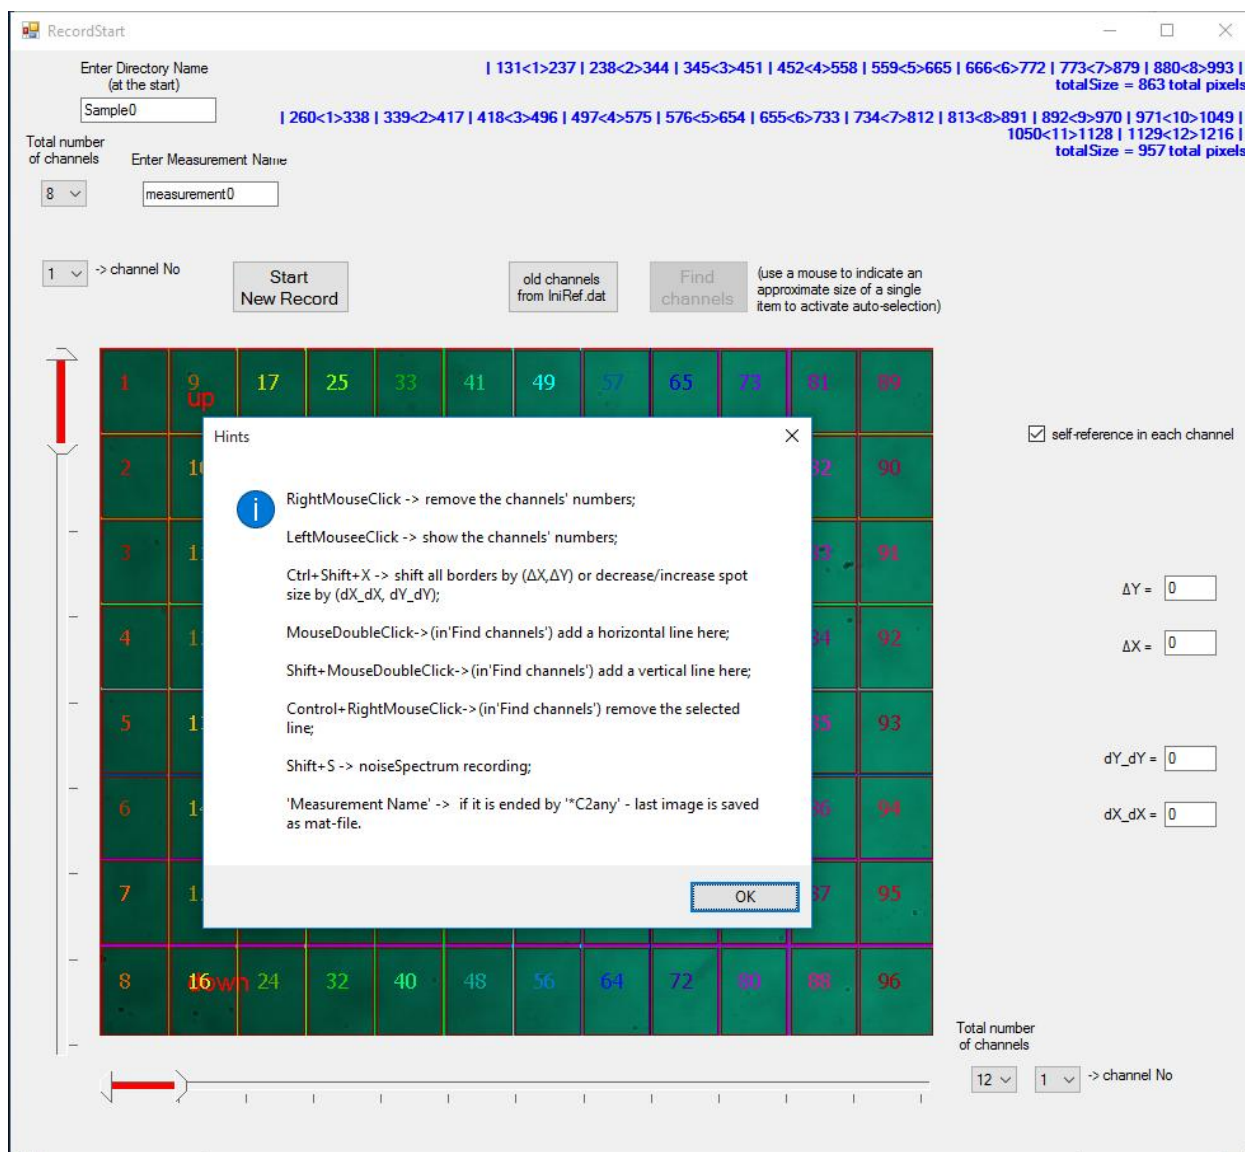 RecordStart
Enter Directory Name
(at the start)
Sample0
| 131<1>237 | 238<2>344 | 345<3>451 | 452<4>558 | 559<5>665 | 666<6>772 | 773<7>879 | 880<8>993 |
totalSize = 863 total pixels
| 260<1>338 | 339<2>417 | 418<3>496 | 497<4>575 | 576<5>654 | 655<6>733 | 734<7>812 | 813<8>891 | 892<9>970 | 971<10>1049 |
1050<11>1128 | 1129<12>1216 |
totalSize = 957 total pixels
Total number
of channels
Enter Measurement Name
8
measurement0
1 -> channel No
Start
New Record
old channels
from IniRef.dat
Find
channels
(use a mouse to indicate an
approximate size of a single
item to activate auto-selection)
1 9 17 25 33 41 49 57 65 73 81 89
up
self-reference in each channel
Hints
RightMouseClick -> remove the channels' numbers;
LeftMouseeClick -> show the channels' numbers;
Ctrl+Shift+X -> shift all borders by (ΔX,ΔY) or decrease/increase spot
size by (dX_dX, dY_dY);
MouseDoubleClick->(in'Find channels') add a horizontal line here;
Shift+MouseDoubleClick->(in'Find channels') add a vertical line here;
Control+RightMouseClick->(in'Find channels') remove the selected
line;
Shift+S -> noiseSpectrum recording;
'Measurement Name' -> if it is ended by '*C2any' - last image is saved
as mat-file.
OK
2 90
3 91
4 92
5 93
6 94
7 95
8 16 24 32 40 48 56 64 72 80 88 96
down
ΔY = 0
ΔX = 0
dY_dY = 0
dX_dX = 0
Total number
of channels
12 1 -> channel No